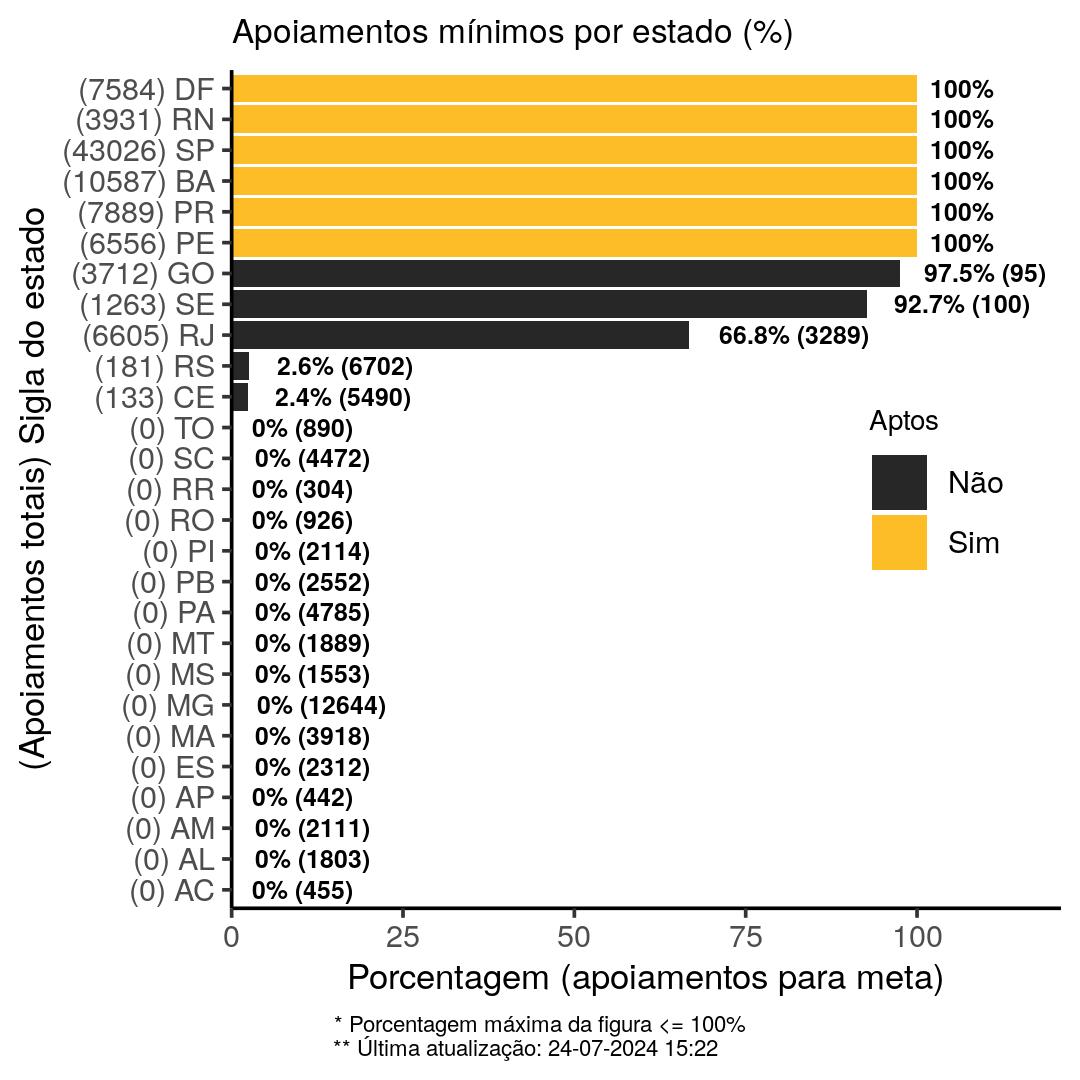 Apoiamentos mínimos por estado (%)
(Apoiamentos totais) Sigla do estado
(7584) DF 100%
(3931) RN 100%
(43026) SP 100%
(10587) BA 100%
(7889) PR 100%
(6556) PE 100%
(3712) GO 97.5% (95)
(1263) SE 92.7% (100)
(6605) RJ 66.8% (3289)
(181) RS 2.6% (6702)
(133) CE 2.4% (5490)
(0) TO 0% (890)
(0) SC 0% (4472)
(0) RR 0% (304)
(0) RO 0% (926)
(0) PI 0% (2114)
(0) PB 0% (2552)
(0) PA 0% (4785)
(0) MT 0% (1889)
(0) MS 0% (1553)
(0) MG 0% (12644)
(0) MA 0% (3918)
(0) ES 0% (2312)
(0) AP 0% (442)
(0) AM 0% (2111)
(0) AL 0% (1803)
(0) AC 0% (455)
Aptos
Não
Sim
0 25 50 75 100
Porcentagem (apoiamentos para meta)
* Porcentagem máxima da figura <= 100%
** Última atualização: 24-07-2024 15:22